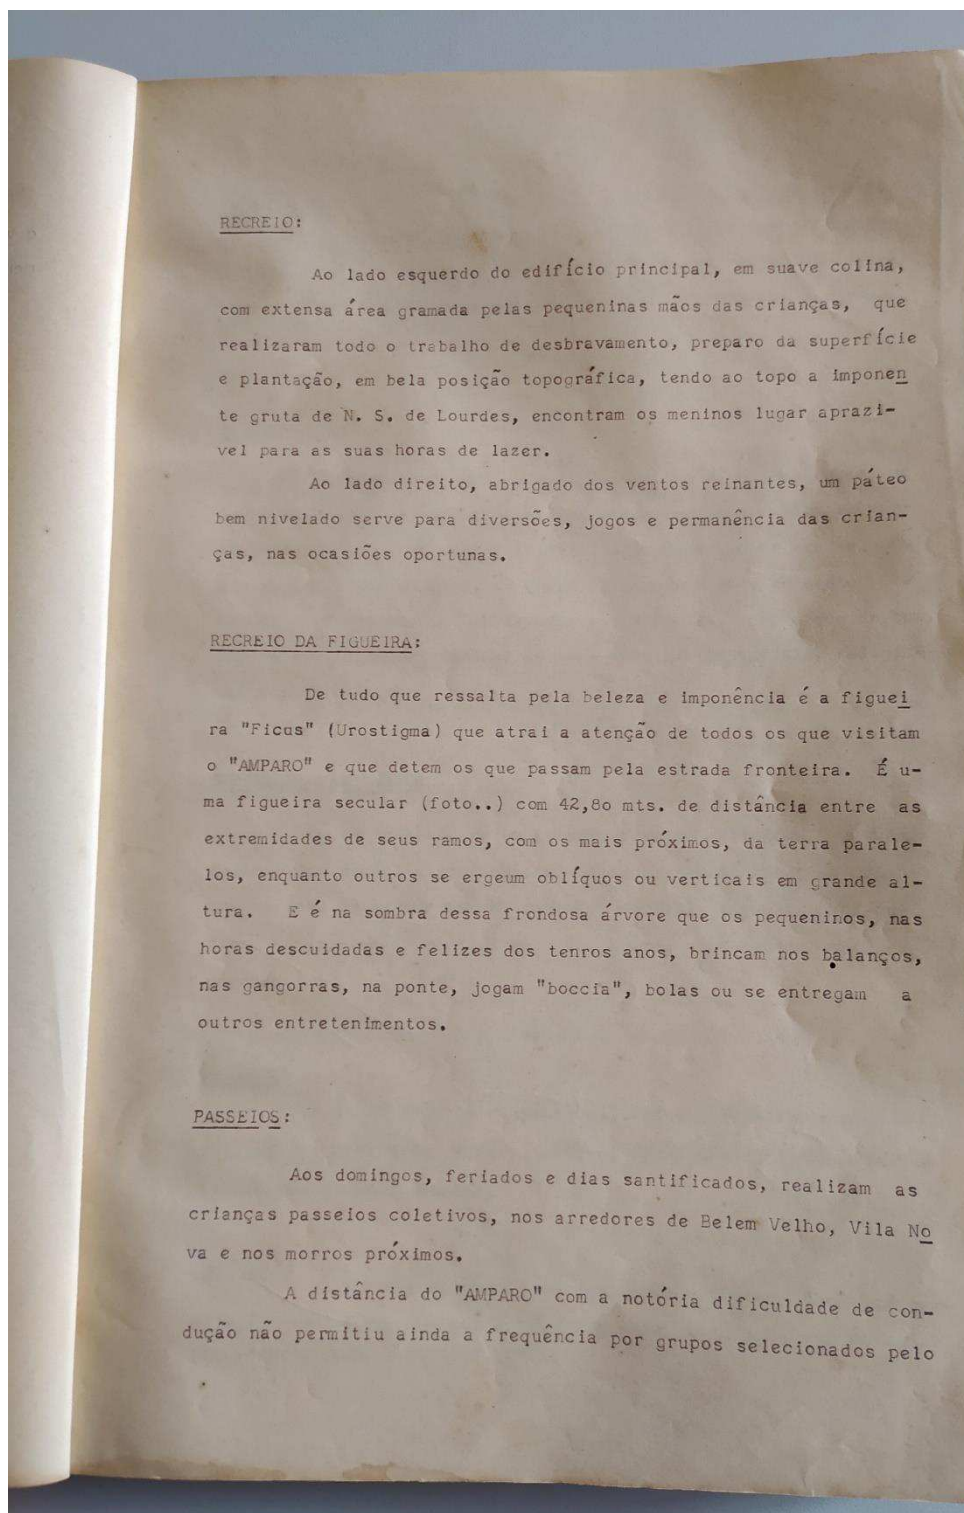 RECREIO:
Ao lado esquerdo do edifício principal, em suave colina,
com extensa área gramada pelas pequeninas mãos das crianças, que
realizaram todo o trabalho de desbravamento, preparo da superfície
e plantação, em bela posição topográfica, tendo ao topo a imponen
te gruta de N. S. de Lourdes, encontram os meninos lugar aprazi-
vel para as suas horas de lazer.
Ao lado direito, abrigado dos ventos reinantes, um páteo
bem nivelado serve para diversões, jogos e permanência das crian-
ças, nas ocasiões oportunas.
RECREIO DA FIGUEIRA:
De tudo que ressalta pela beleza e imponência é a figuei
ra "Ficus" (Urostigma) que atrai a atenção de todos os que visitam
o "AMPARO" e que detem os que passam pela estrada fronteira. É u-
ma figueira secular (foto..) com 42,8o mts. de distância entre as
extremidades de seus ramos, com os mais próximos, da terra parale-
los, enquanto outros se ergeum oblíquos ou verticais em grande al-
tura. E é na sombra dessa frondosa árvore que os pequeninos, nas
horas descuidadas e felizes dos tenros anos, brincam nos balanços,
nas gangorras, na ponte, jogam "boccia", bolas ou se entregam a
outros entretenimentos.
PASSEIOS:
Aos domingos, feriados e dias santificados, realizam as
crianças passeios coletivos, nos arredores de Belem Velho, Vila No
va e nos morros próximos.
A distância do "AMPARO" com a notória dificuldade de con-
dução não permitiu ainda a frequência por grupos selecionados pelo